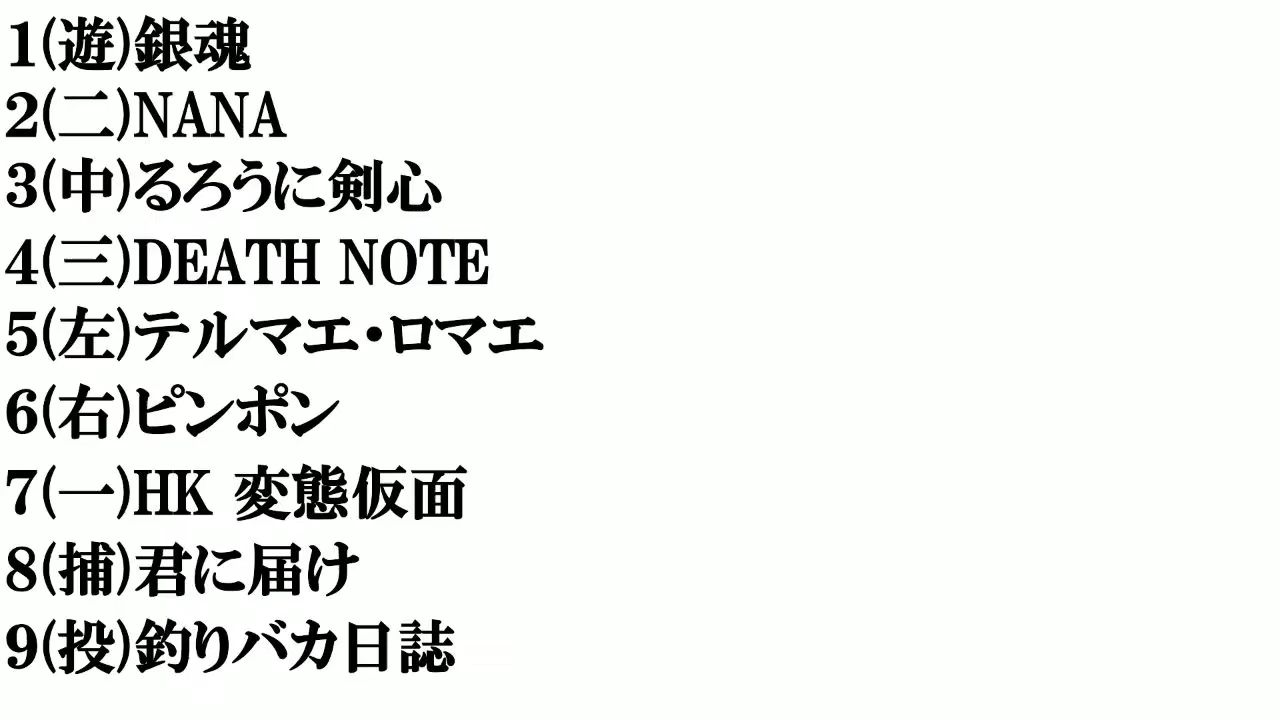 1(遊)銀魂
2(二)NANA
3(中)るろうに剣心
4(三)DEATH NOTE
5(左)テルマエ・ロマエ
6(右)ピンポン
7(一)HK 変態仮面
8(捕)君に届け
9(投)釣りバカ日誌